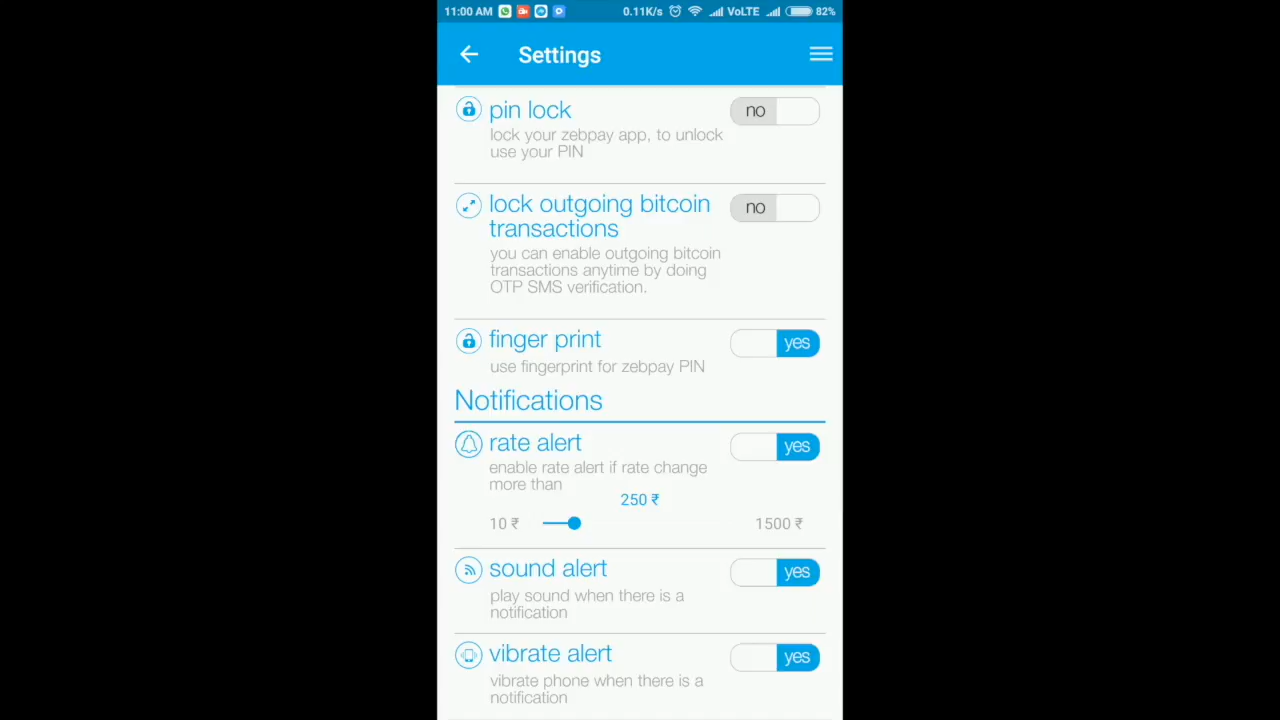 11:00 AM 0.11K/s VoLTE 82%
Settings
pin lock no
lock your zebpay app, to unlock
use your PIN
lock outgoing bitcoin no
transactions
you can enable outgoing bitcoin
transactions anytime by doing
OTP SMS verification.
finger print yes
use fingerprint for zebpay PIN
Notifications
rate alert yes
enable rate alert if rate change
more than
250 ₹
10 ₹ 1500 ₹
sound alert yes
play sound when there is a
notification
vibrate alert yes
vibrate phone when there is a
notification